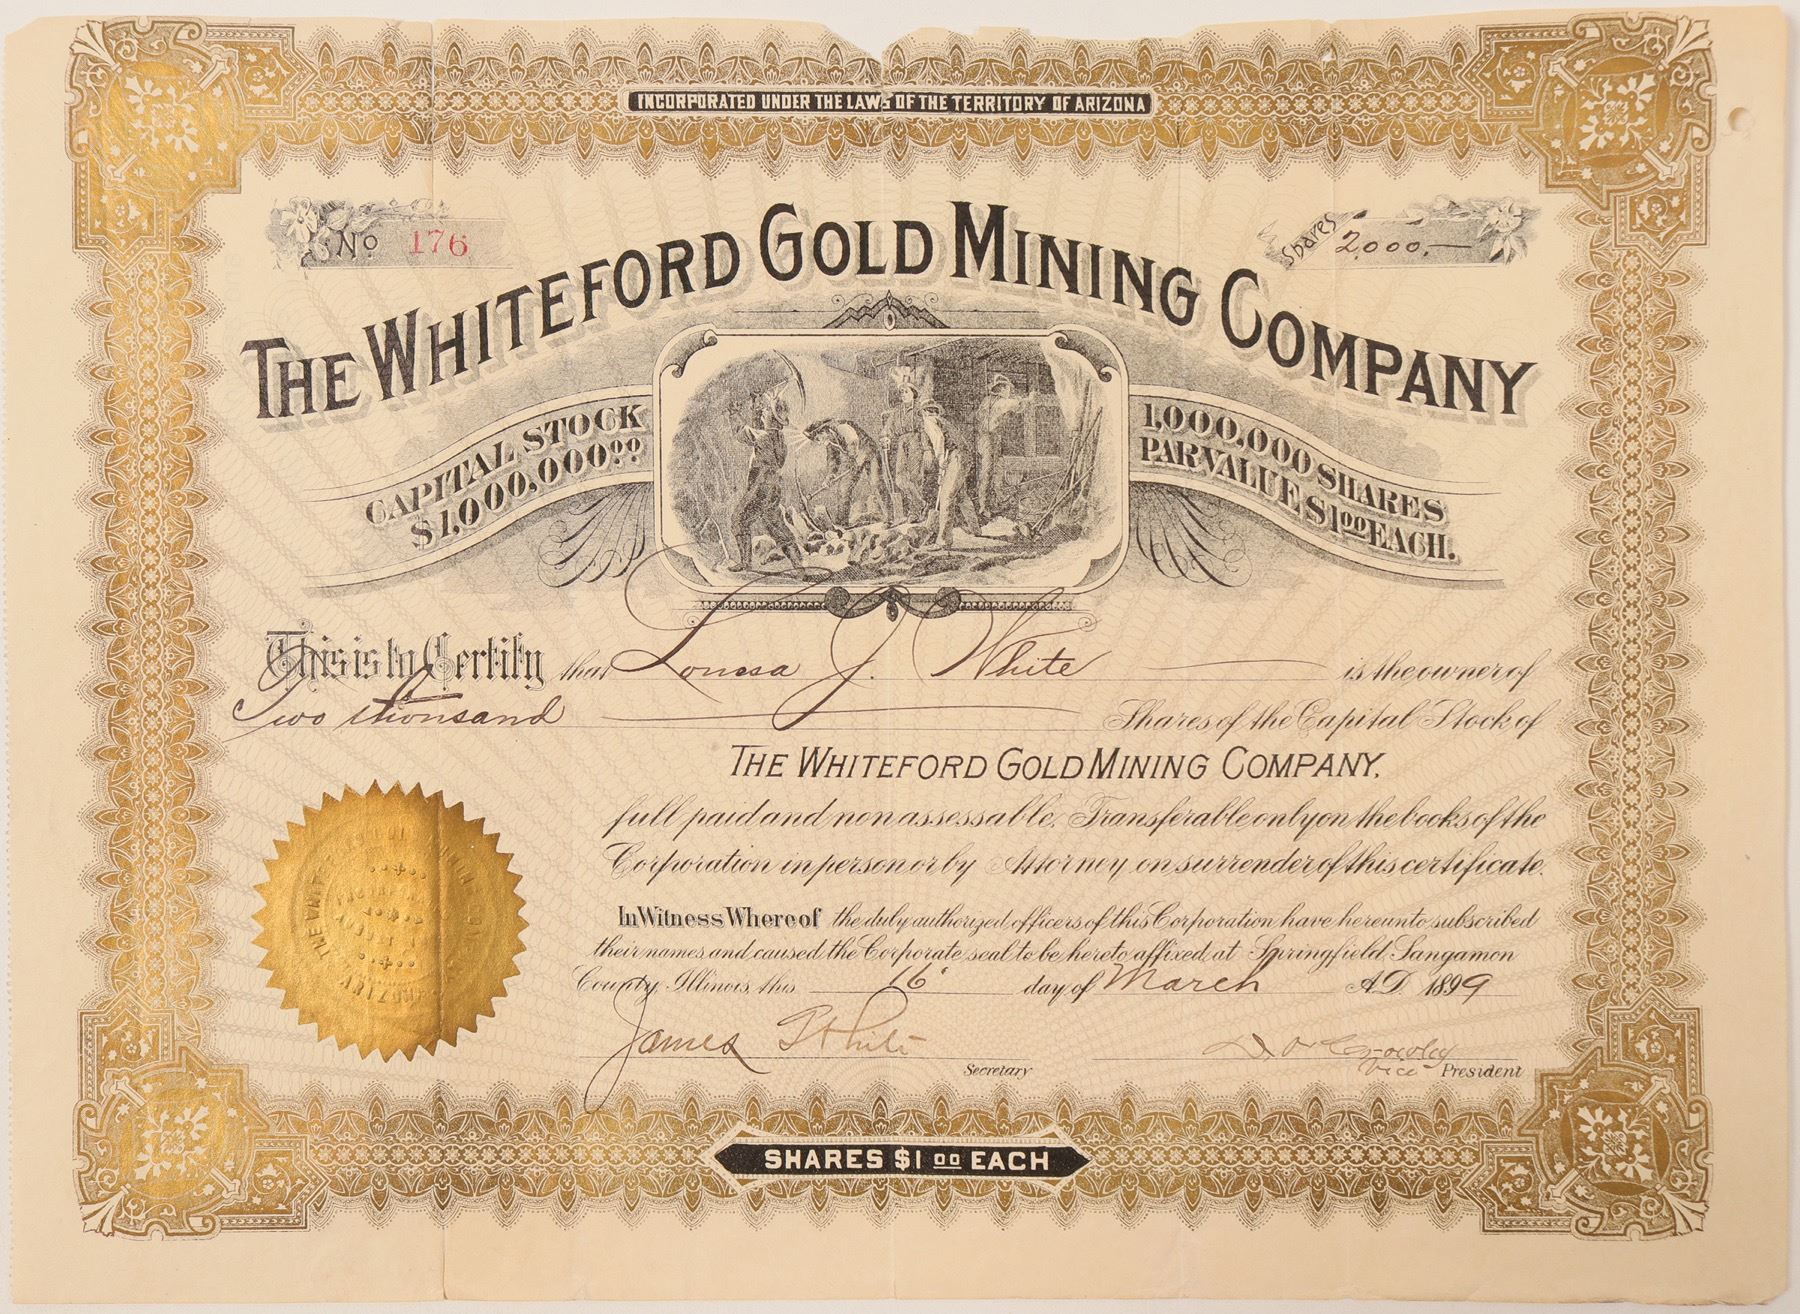 INCORPORATED UNDER THE LAWS OF THE TERRITORY OF ARIZONA
No 176
Shares 2,000.—
THE WHITEFORD GOLD MINING COMPANY
CAPITAL STOCK
$1,000,000.00
1,000,000 SHARES
PAR VALUE $1.00 EACH.
This is to Certify that Louesa J. White is the owner of
Two thousand Shares of the Capital Stock of
THE WHITEFORD GOLD MINING COMPANY.
full paid and non assessable. Transferable only on the books of the
Corporation in person or by Attorney on surrender of this certificate.
In Witness Whereof the duly authorized officers of this Corporation have hereunto subscribed
their names and caused the Corporate seal to be hereto affixed at Springfield Sangamon
County Illinois this 16 day of March A.D. 1899
James White
Secretary
Vice President
SHARES $1.00 EACH